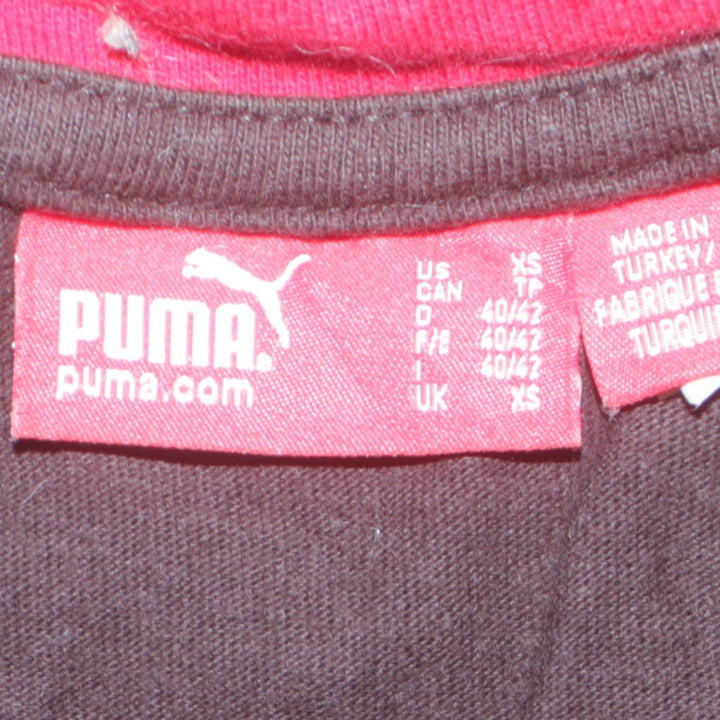 PUMA
puma.com
US XS
CAN TP
D 40/42
F/E 40/42
I 40/42
UK XS
MADE IN
TURKEY/
FABRIQUE